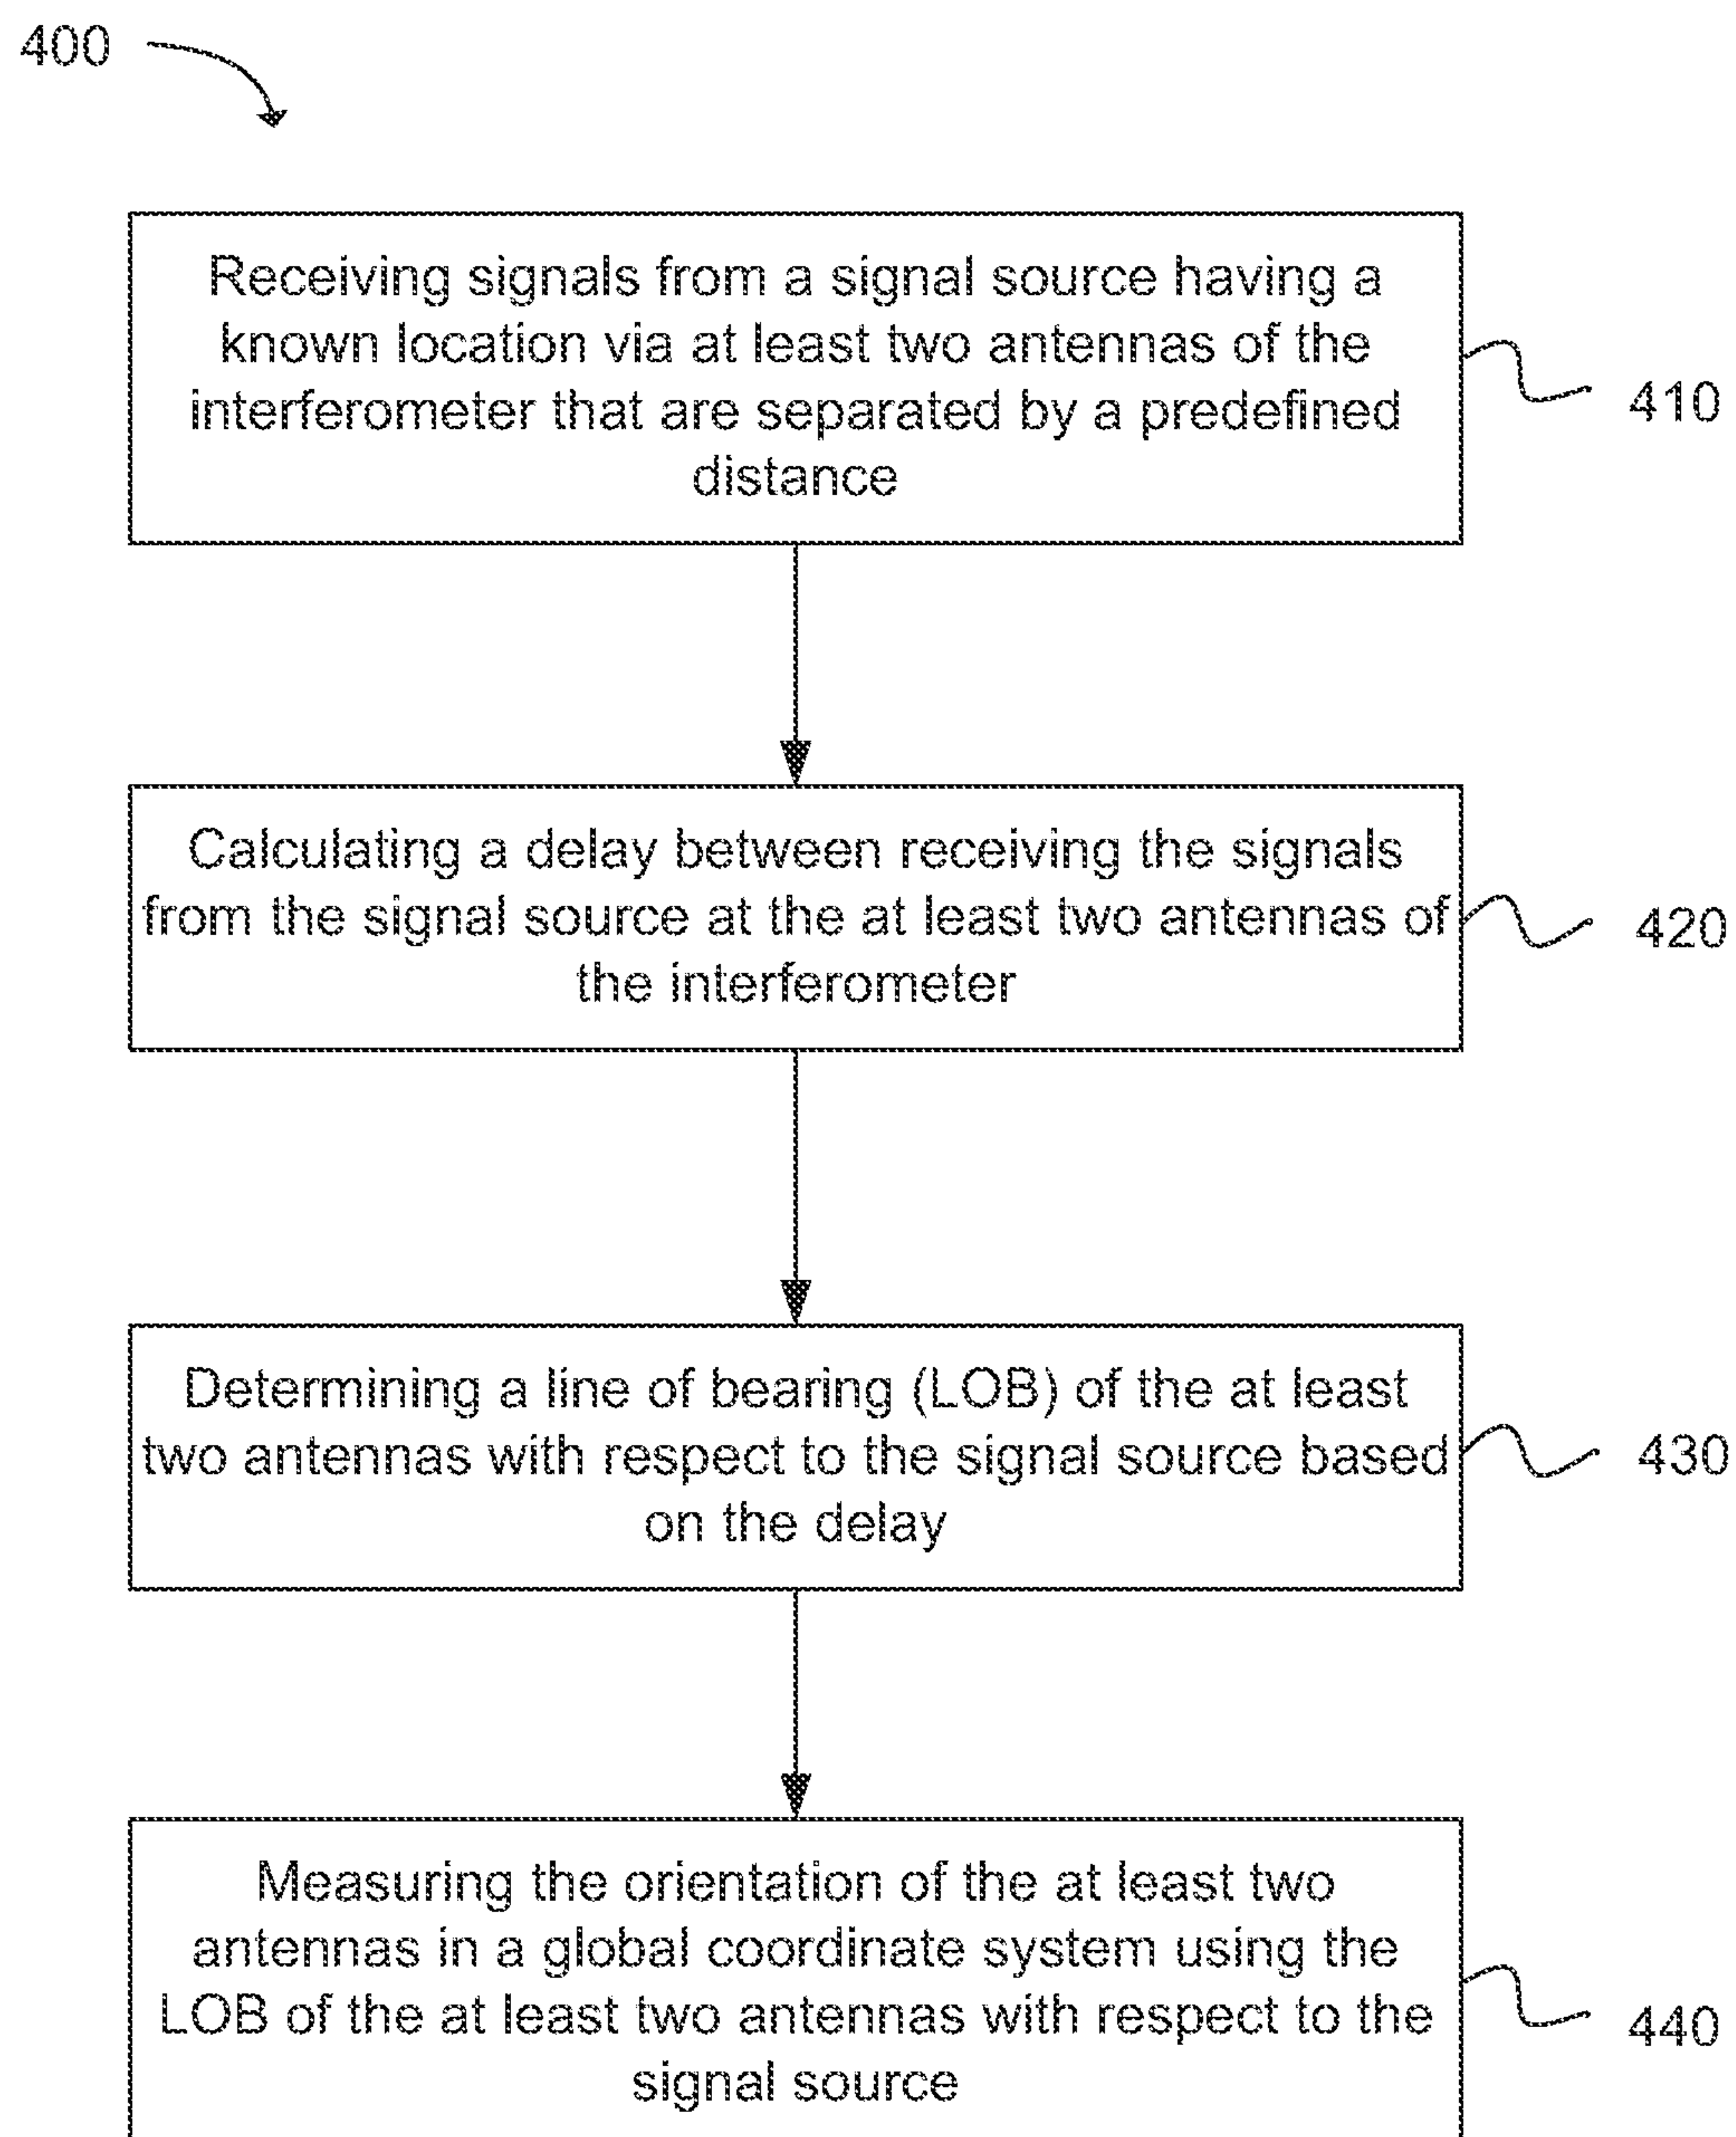 400
Receiving signals from a signal source having a
known location via at least two antennas of the
interferometer that are separated by a predefined
distance
410
Calculating a delay between receiving the signals
from the signal source at the at least two antennas of
the interferometer
420
Determining a line of bearing (LOB) of the at least
two antennas with respect to the signal source based
on the delay
430
Measuring the orientation of the at least two
antennas in a global coordinate system using the
LOB of the at least two antennas with respect to the
signal source
440